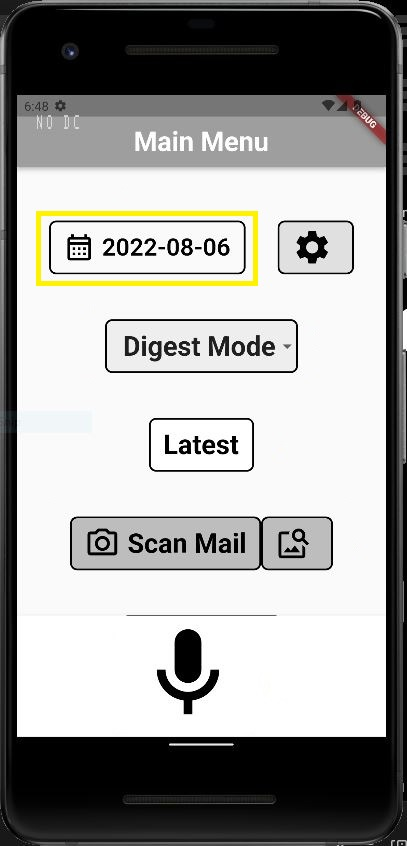 6:48
DEBUG
NO DC
Main Menu
2022-08-06
Digest Mode
Latest
Scan Mail